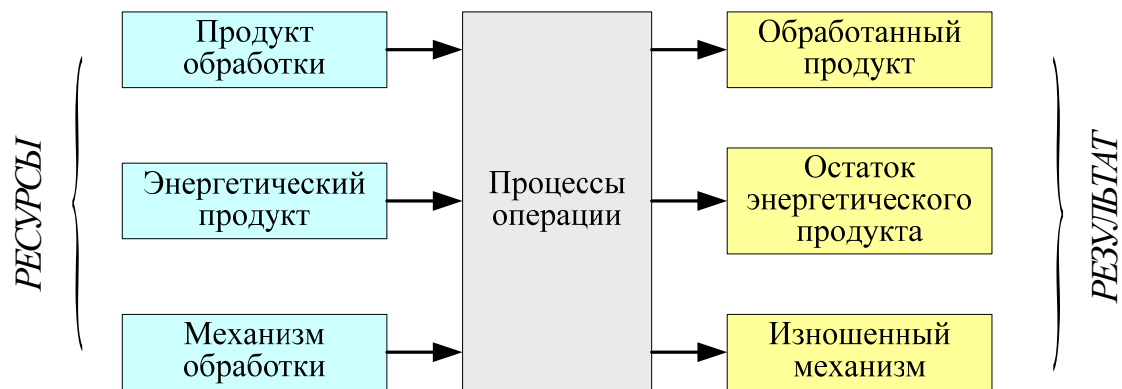 РЕСУРСЫ
Продукт
обработки
Энергетический
продукт
Механизм
обработки
Процессы
операции
Обработанный
продукт
Остаток
энергетического
продукта
Изношенный
механизм
РЕЗУЛЬТАТ